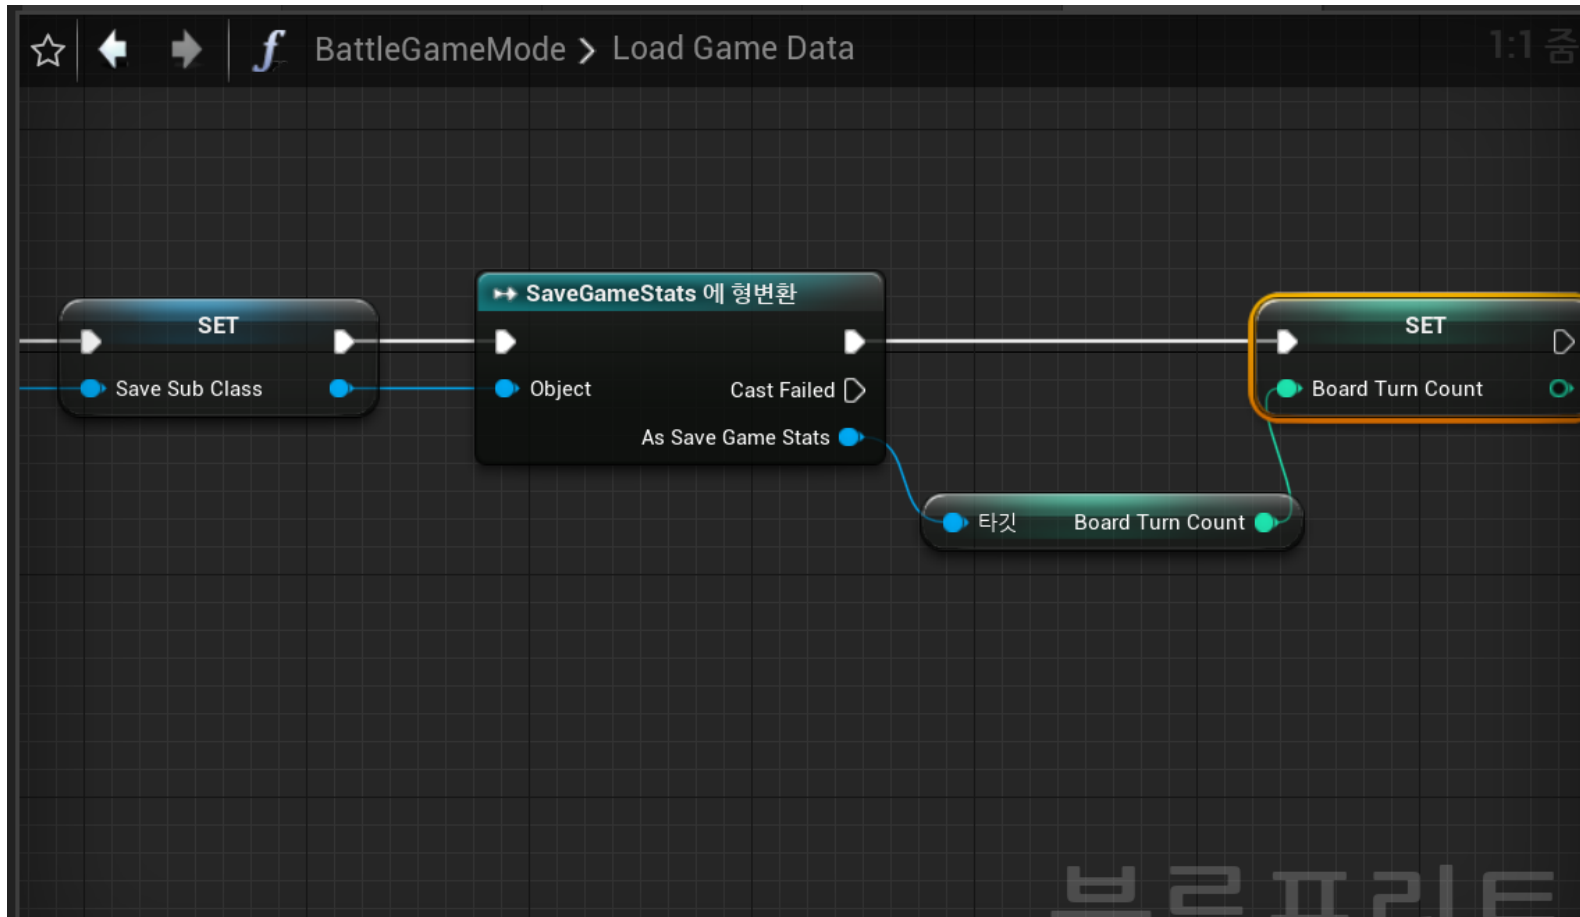 f BattleGameMode > Load Game Data
1:1 줌
SET
Save Sub Class
SaveGameStats 에 형변환
Object
Cast Failed
As Save Game Stats
타깃 Board Turn Count
SET
Board Turn Count
블루프린트